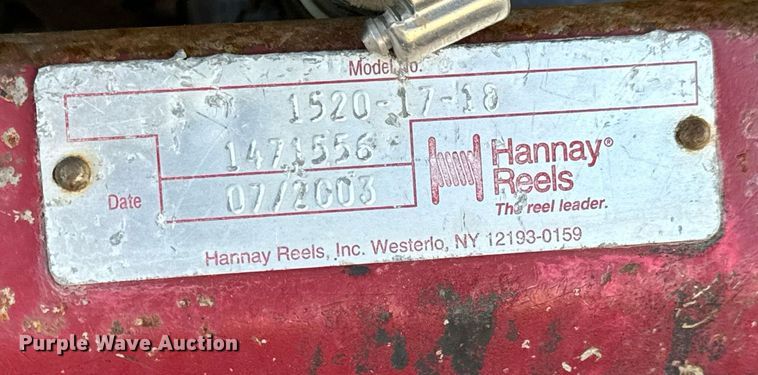 Model No.
1520-17-18
1471556
Date 07/2003
Hannay®
Reels
The reel leader.
Hannay Reels, Inc. Westerlo, NY 12193-0159
Purple Wave Auction